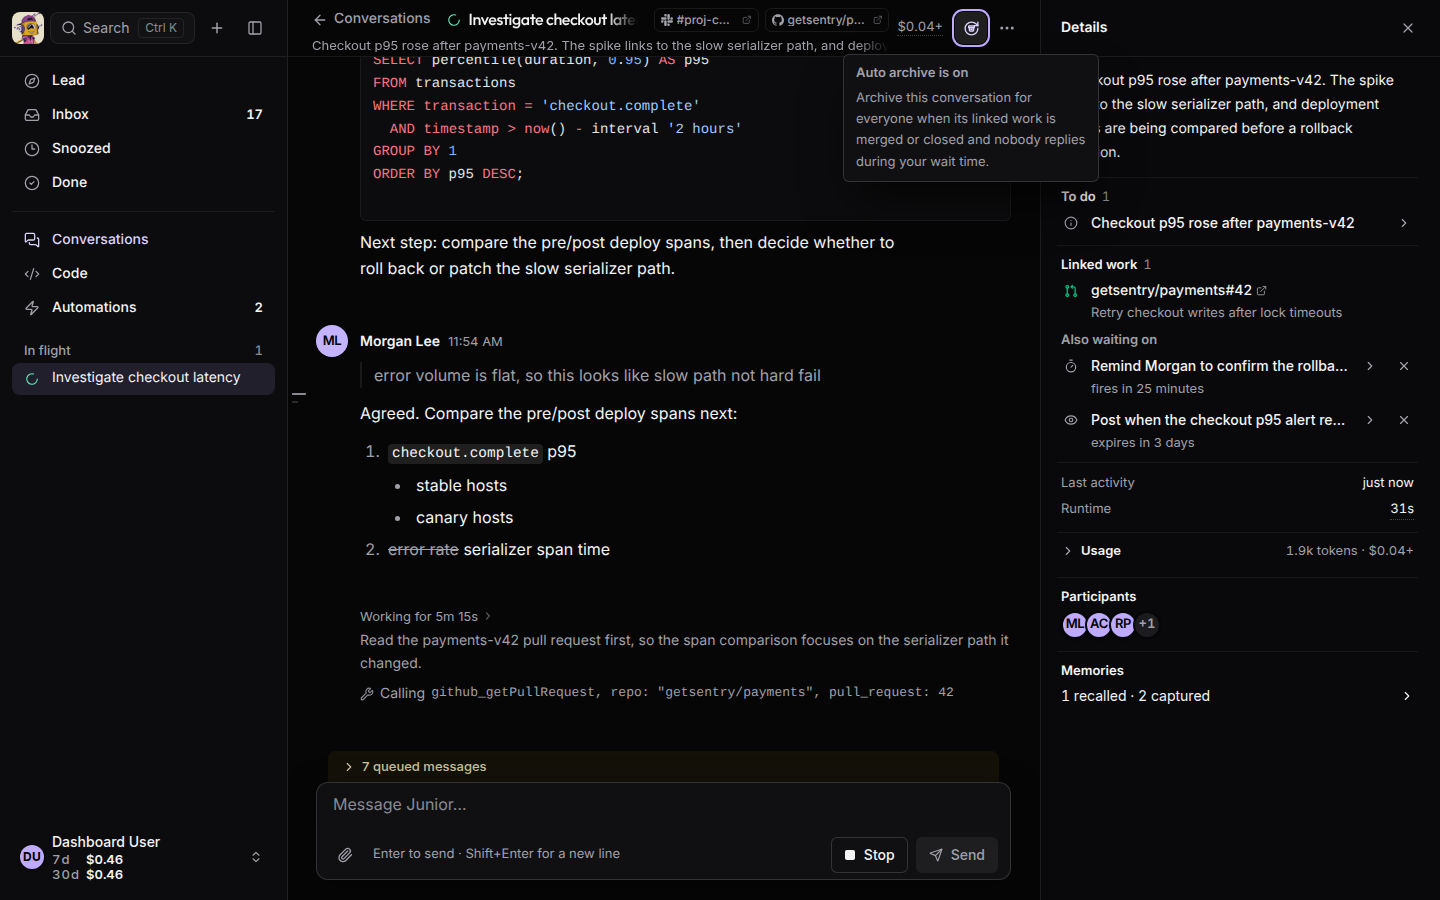 Search Ctrl K
Lead
Inbox 17
Snoozed
Done
Conversations
Code
Automations 2
In flight 1
Investigate checkout latency
Dashboard User
DU
7d $0.46
30d $0.46
Conversations
Investigate checkout late
#proj-c...
getsentry/p...
$0.04+
Checkout p95 rose after payments-v42. The spike links to the slow serializer path, and deploy
SELECT percentile(duration, 0.95) AS p95
FROM transactions
WHERE transaction = 'checkout.complete'
AND timestamp > now() - interval '2 hours'
GROUP BY 1
ORDER BY p95 DESC;
Next step: compare the pre/post deploy spans, then decide whether to
roll back or patch the slow serializer path.
ML Morgan Lee 11:54 AM
error volume is flat, so this looks like slow path not hard fail
Agreed. Compare the pre/post deploy spans next:
1. checkout.complete p95
• stable hosts
• canary hosts
2. error rate serializer span time
Working for 5m 15s
Read the payments-v42 pull request first, so the span comparison focuses on the serializer path it
changed.
Calling github_getPullRequest, repo: "getsentry/payments", pull_request: 42
7 queued messages
Message Junior...
Enter to send · Shift+Enter for a new line
Stop
Send
Auto archive is on
Archive this conversation for
everyone when its linked work is
merged or closed and nobody replies
during your wait time.
Details
kout p95 rose after payments-v42. The spike
o the slow serializer path, and deployment
s are being compared before a rollback
on.
To do 1
Checkout p95 rose after payments-v42
Linked work 1
getsentry/payments#42
Retry checkout writes after lock timeouts
Also waiting on
Remind Morgan to confirm the rollba...
fires in 25 minutes
Post when the checkout p95 alert re...
expires in 3 days
Last activity just now
Runtime 31s
Usage 1.9k tokens · $0.04+
Participants
ML AC RP +1
Memories
1 recalled · 2 captured